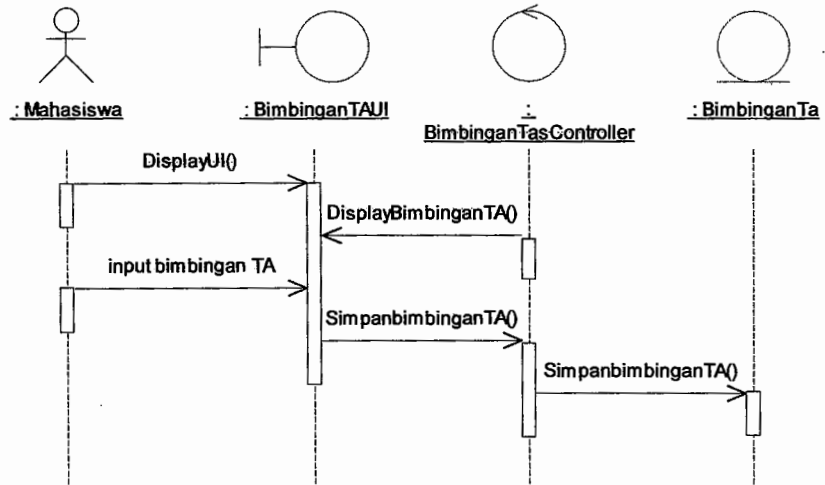 : Mahasiswa
: BimbinganTAUI
:
BimbinganTasController
: BimbinganTa
DisplayUI()
DisplayBimbinganTA()
input bimbingan TA
SimpanbimbinganTA()
SimpanbimbinganTA()